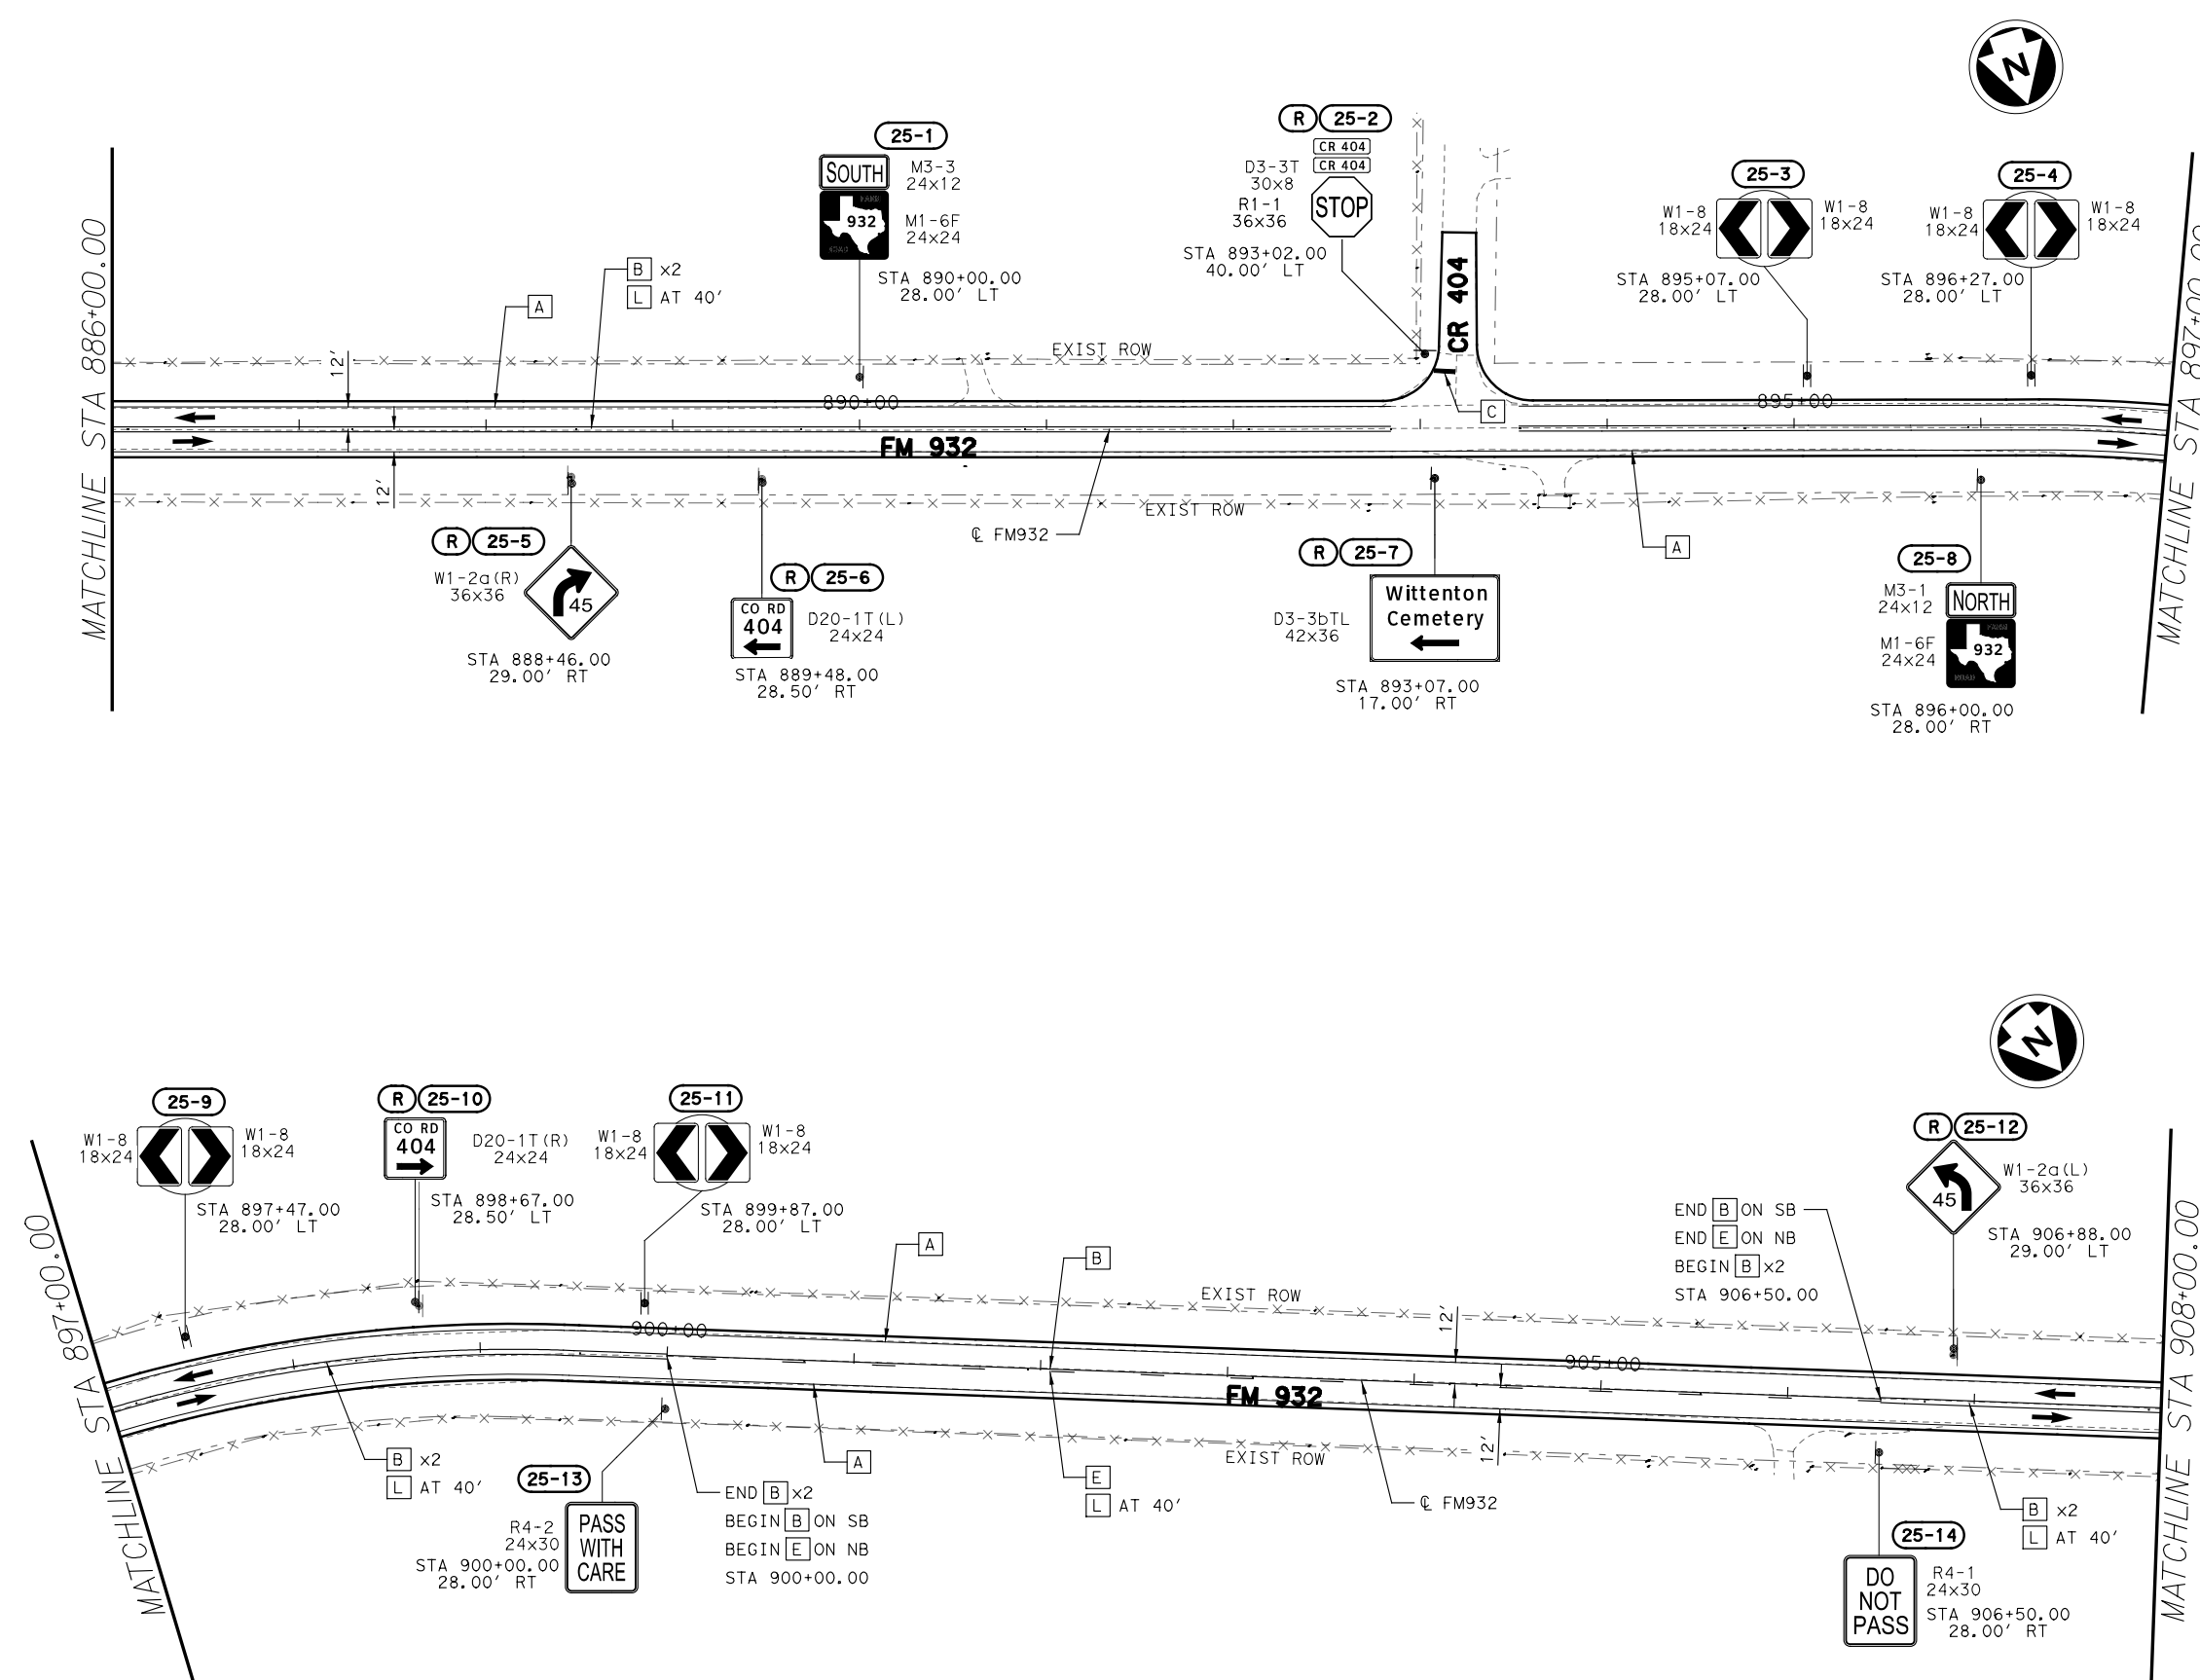 N
25-1
SOUTH
M3-3
24x12
932
M1-6F
24x24
STA 890+00.00
28.00' LT
R 25-2
CR 404
CR 404
D3-3T
30x8
STOP
R1-1
36x36
STA 893+02.00
40.00' LT
25-3
W1-8
18x24
W1-8
18x24
STA 895+07.00
28.00' LT
25-4
W1-8
18x24
W1-8
18x24
STA 896+27.00
28.00' LT
MATCHLINE STA 886+00.00
MATCHLINE STA 897+00.00
B x2
L AT 40'
A
12'
EXIST ROW
CR 404
890+00
895+00
C
FM 932
12'
EXIST ROW
℄ FM932
A
R 25-5
W1-2a(R)
36x36
45
STA 888+46.00
29.00' RT
R 25-6
CO RD
404
D20-1T(L)
24x24
STA 889+48.00
28.50' RT
R 25-7
Wittenton
Cemetery
D3-3bTL
42x36
STA 893+07.00
17.00' RT
25-8
M3-1
24x12
NORTH
M1-6F
24x24
932
ROAD
STA 896+00.00
28.00' RT
N
25-9
W1-8
18x24
W1-8
18x24
STA 897+47.00
28.00' LT
R 25-10
CO RD
404
D20-1T(R)
24x24
STA 898+67.00
28.50' LT
25-11
W1-8
18x24
W1-8
18x24
STA 899+87.00
28.00' LT
R 25-12
45
W1-2a(L)
36x36
STA 906+88.00
29.00' LT
MATCHLINE STA 897+00.00
MATCHLINE STA 908+00.00
A
B
END B ON SB
END E ON NB
BEGIN B x2
STA 906+50.00
EXIST ROW
12'
900+00
905+00
FM 932
12'
EXIST ROW
B x2
L AT 40'
25-13
R4-2
24x30
PASS
WITH
CARE
STA 900+00.00
28.00' RT
END B x2
BEGIN B ON SB
BEGIN E ON NB
STA 900+00.00
A
E
L AT 40'
℄ FM932
B x2
L AT 40'
25-14
DO
NOT
PASS
R4-1
24x30
STA 906+50.00
28.00' RT